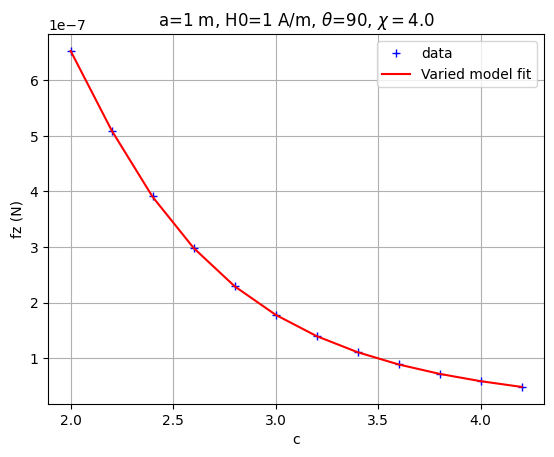 a=1 m, H0=1 A/m, θ=90, χ = 4.0
1e−7
data
Varied model fit
6
5
4
3
2
1
fz (N)
2.0 2.5 3.0 3.5 4.0
c